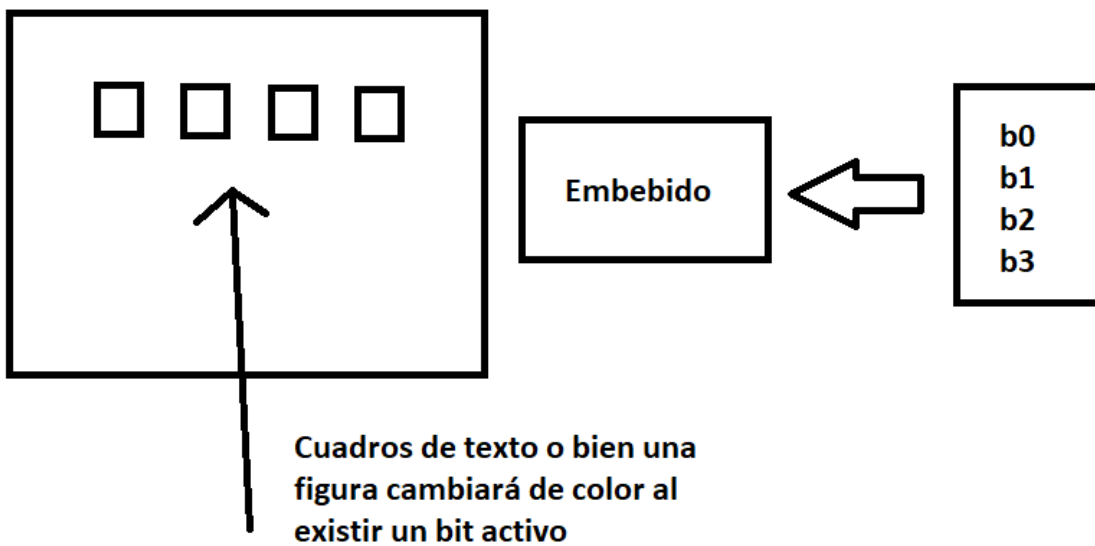 Embebido
b0
b1
b2
b3
Cuadros de texto o bien una
figura cambiará de color al
existir un bit activo